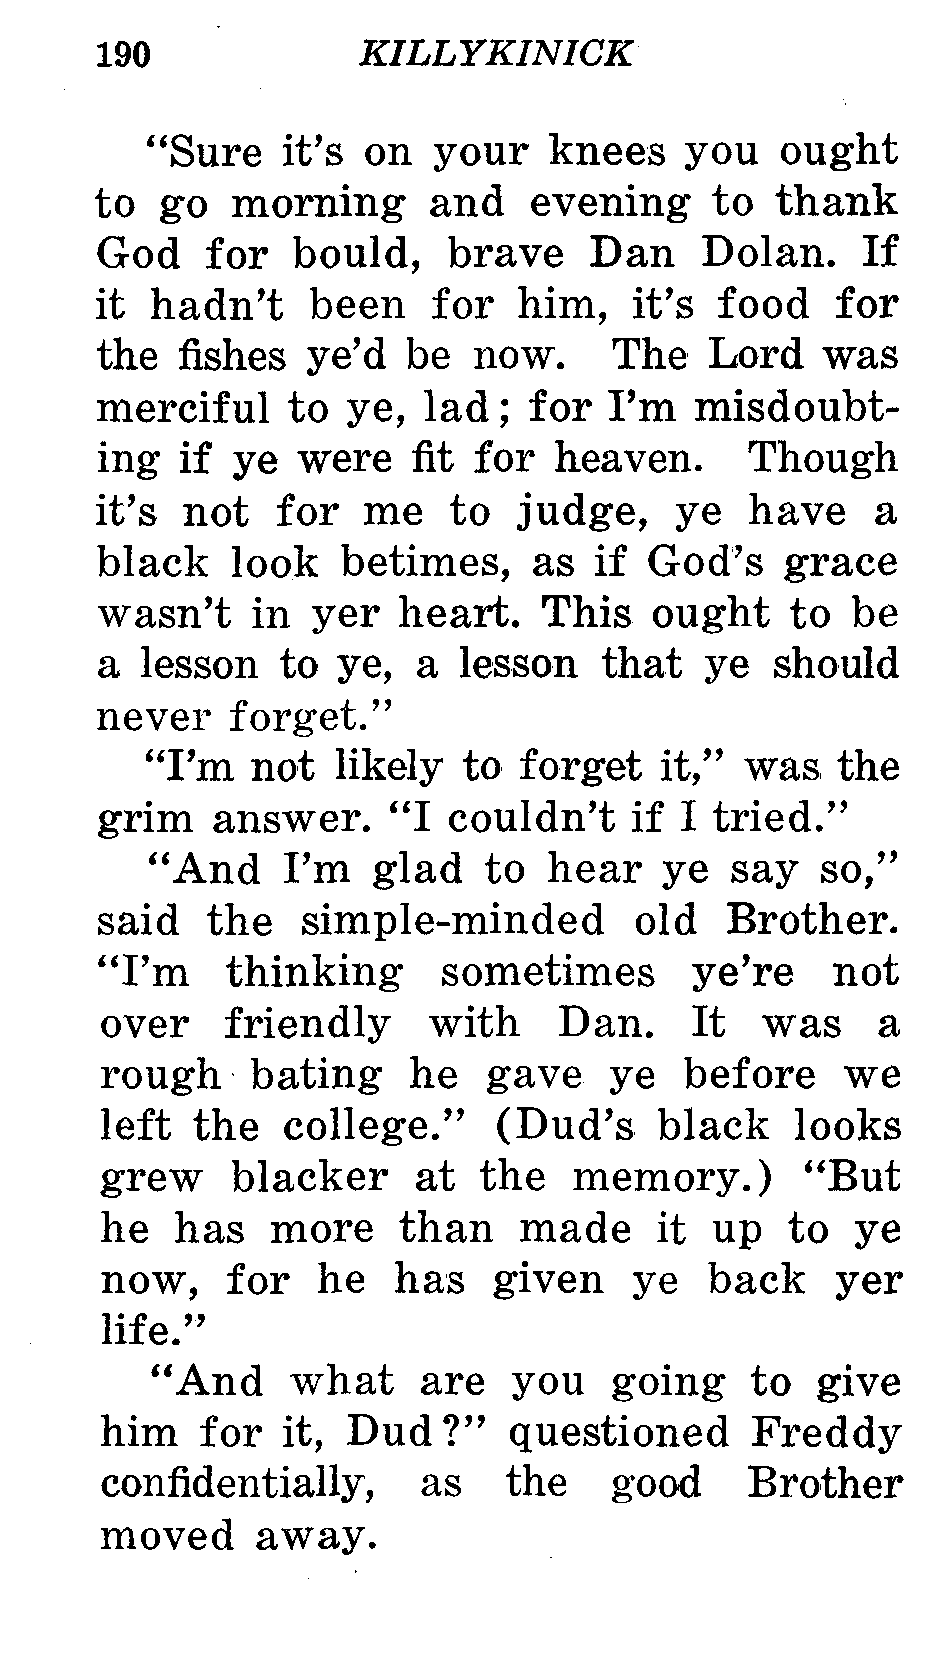 190 KILLYKINICK
“Sure it’s on your knees you ought
to go morning and evening to thank
God for bould, brave Dan Dolan. If
it hadn’t been for him, it’s food for
the fishes ye’d be now. The Lord was
merciful to ye, lad; for I’m misdoubt-
ing if ye were fit for heaven. Though
it’s not for me to judge, ye have a
black look betimes, as if God’s grace
wasn’t in yer heart. This ought to be
a lesson to ye, a lesson that ye should
never forget.”
“I’m not likely to forget it,” was the
grim answer. “I couldn’t if I tried.”
“And I’m glad to hear ye say so,”
said the simple-minded old Brother.
“I’m thinking sometimes ye’re not
over friendly with Dan. It was a
rough bating he gave ye before we
left the college.” (Dud’s black looks
grew blacker at the memory.) “But
he has more than made it up to ye
now, for he has given ye back yer
life.”
“And what are you going to give
him for it, Dud?” questioned Freddy
confidentially, as the good Brother
moved away.